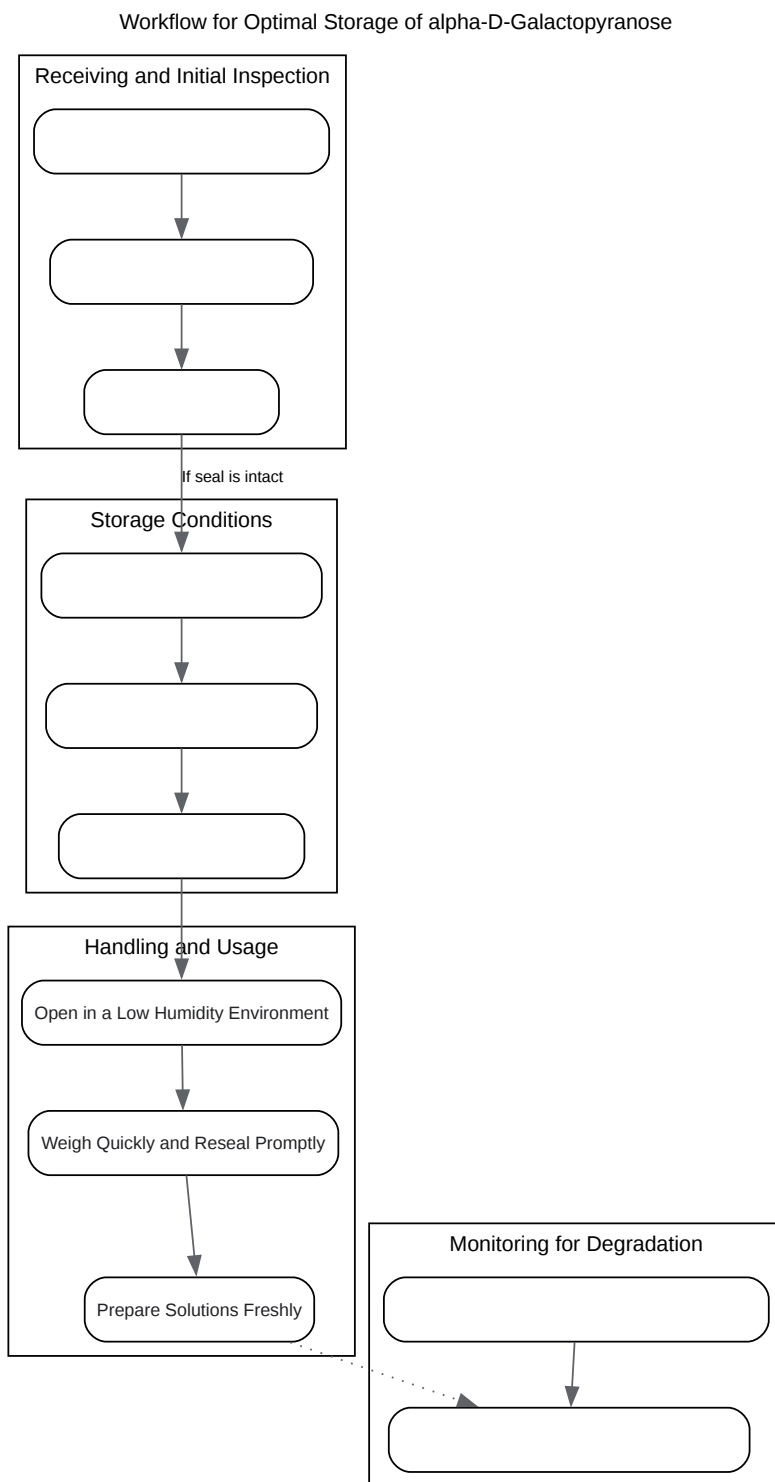 Workflow for Optimal Storage of alpha-D-Galactopyranose
Receiving and Initial Inspection
If seal is intact
Storage Conditions
Handling and Usage
Open in a Low Humidity Environment
Weigh Quickly and Reseal Promptly
Monitoring for Degradation
Prepare Solutions Freshly